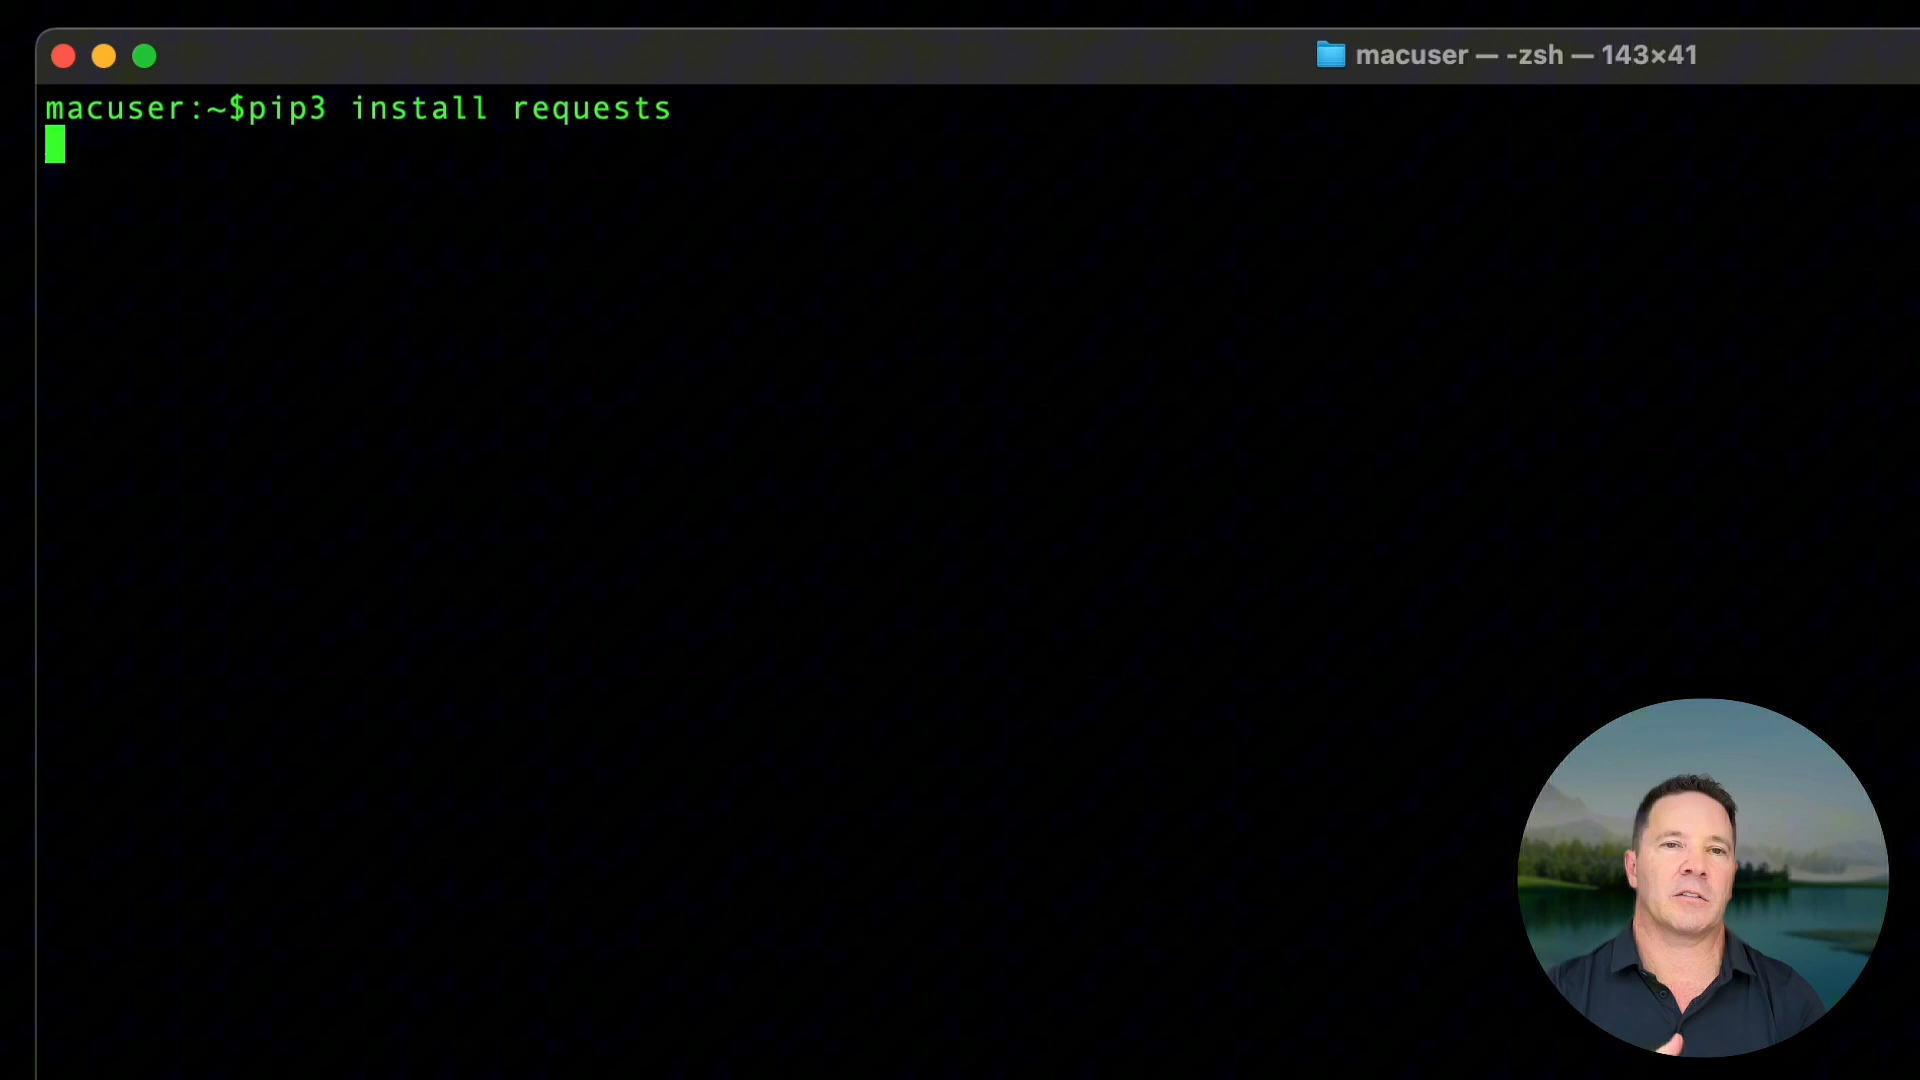 macuser — -zsh — 143×41
macuser:~$pip3 install requests